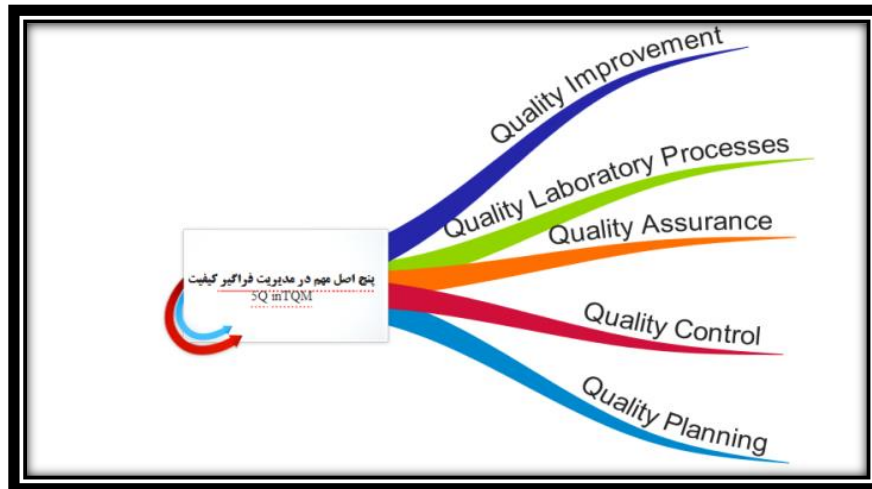 Quality Improvement
Quality Laboratory Processes
Quality Assurance
پنج اصل مهم در مدیریت فراگیر کیفیت
5Q inTQM
Quality Control
Quality Planning